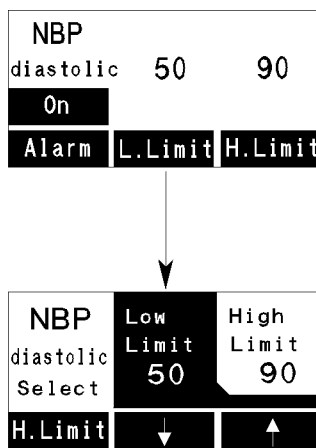 NBP
diastolic 50 90
On
Alarm L.Limit H.Limit
NBP Low High
diastolic Limit Limit
Select 50 90
H.Limit ↓ ↑